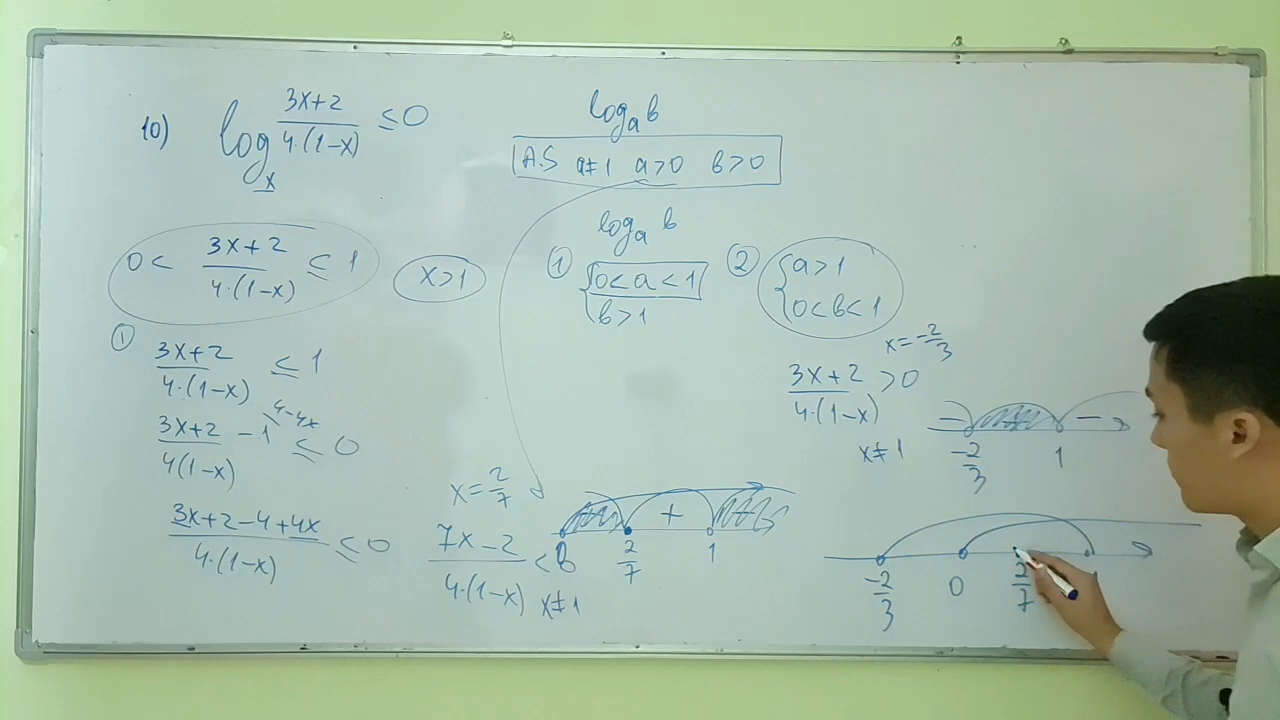 10) log_x (3x+2)/(4·(1-x)) ≤ 0
log_a b
A.S a≠1 a>0 b>0
log_a b
0 < (3x+2)/(4·(1-x)) ≤ 1
x>1
① { 0<a<1
b>1
② { a>1
0<b<1
① (3x+2)/(4·(1-x)) ≤ 1
(3x+2)/(4(1-x)) - 1 ≤ 0
4-4x
(3x+2-4+4x)/(4·(1-x)) ≤ 0
x = 2/7
(7x-2)/(4·(1-x)) <
x≠1
+
2/7 1
x = -2/3
(3x+2)/(4·(1-x)) > 0
x≠1
- -
-2/3 1
-2/3 0 2/7